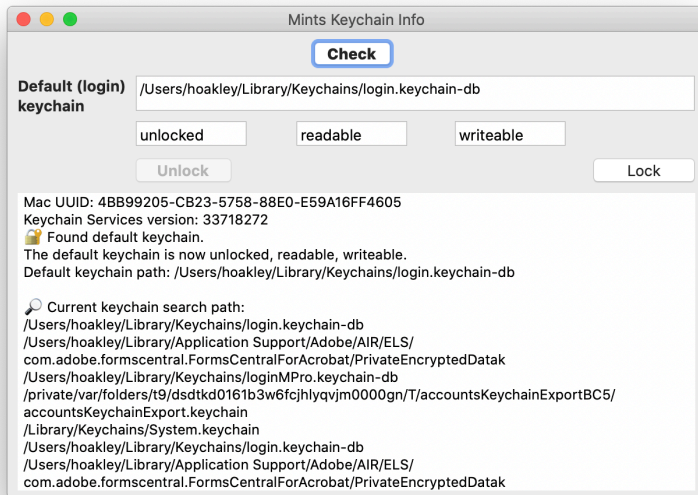 Mints Keychain Info
Check
Default (login)
keychain
/Users/hoakley/Library/Keychains/login.keychain-db
unlocked
readable
writeable
Unlock
Lock
Mac UUID: 4BB99205-CB23-5758-88E0-E59A16FF4605
Keychain Services version: 33718272
🔐 Found default keychain.
The default keychain is now unlocked, readable, writeable.
Default keychain path: /Users/hoakley/Library/Keychains/login.keychain-db
🔎 Current keychain search path:
/Users/hoakley/Library/Keychains/login.keychain-db
/Users/hoakley/Library/Application Support/Adobe/AIR/ELS/
com.adobe.formscentral.FormsCentralForAcrobat/PrivateEncryptedDatak
/Users/hoakley/Library/Keychains/loginMPro.keychain-db
/private/var/folders/t9/dsdtkd0161b3w6fcjhlyqvjm0000gn/T/accountsKeychainExportBC5/
accountsKeychainExport.keychain
/Library/Keychains/System.keychain
/Users/hoakley/Library/Keychains/login.keychain-db
/Users/hoakley/Library/Application Support/Adobe/AIR/ELS/
com.adobe.formscentral.FormsCentralForAcrobat/PrivateEncryptedDatak